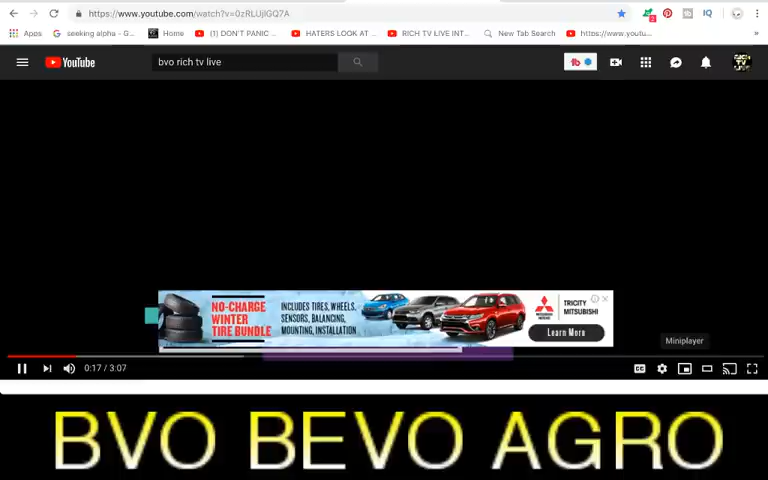 https://www.youtube.com/watch?v=0zRLUjlGQ7A
Apps seeking alpha - G... Home (1) DON'T PANIC ... HATERS LOOK AT ... RICH TV LIVE INT... New Tab Search https://www.youtu... »
YouTube bvo rich tv live
NO-CHARGE
WINTER
TIRE BUNDLE
INCLUDES TIRES, WHEELS,
SENSORS, BALANCING,
MOUNTING, INSTALLATION
TRICITY
MITSUBISHI
Learn More
Miniplayer
0:17 / 3:07
BVO BEVO AGRO